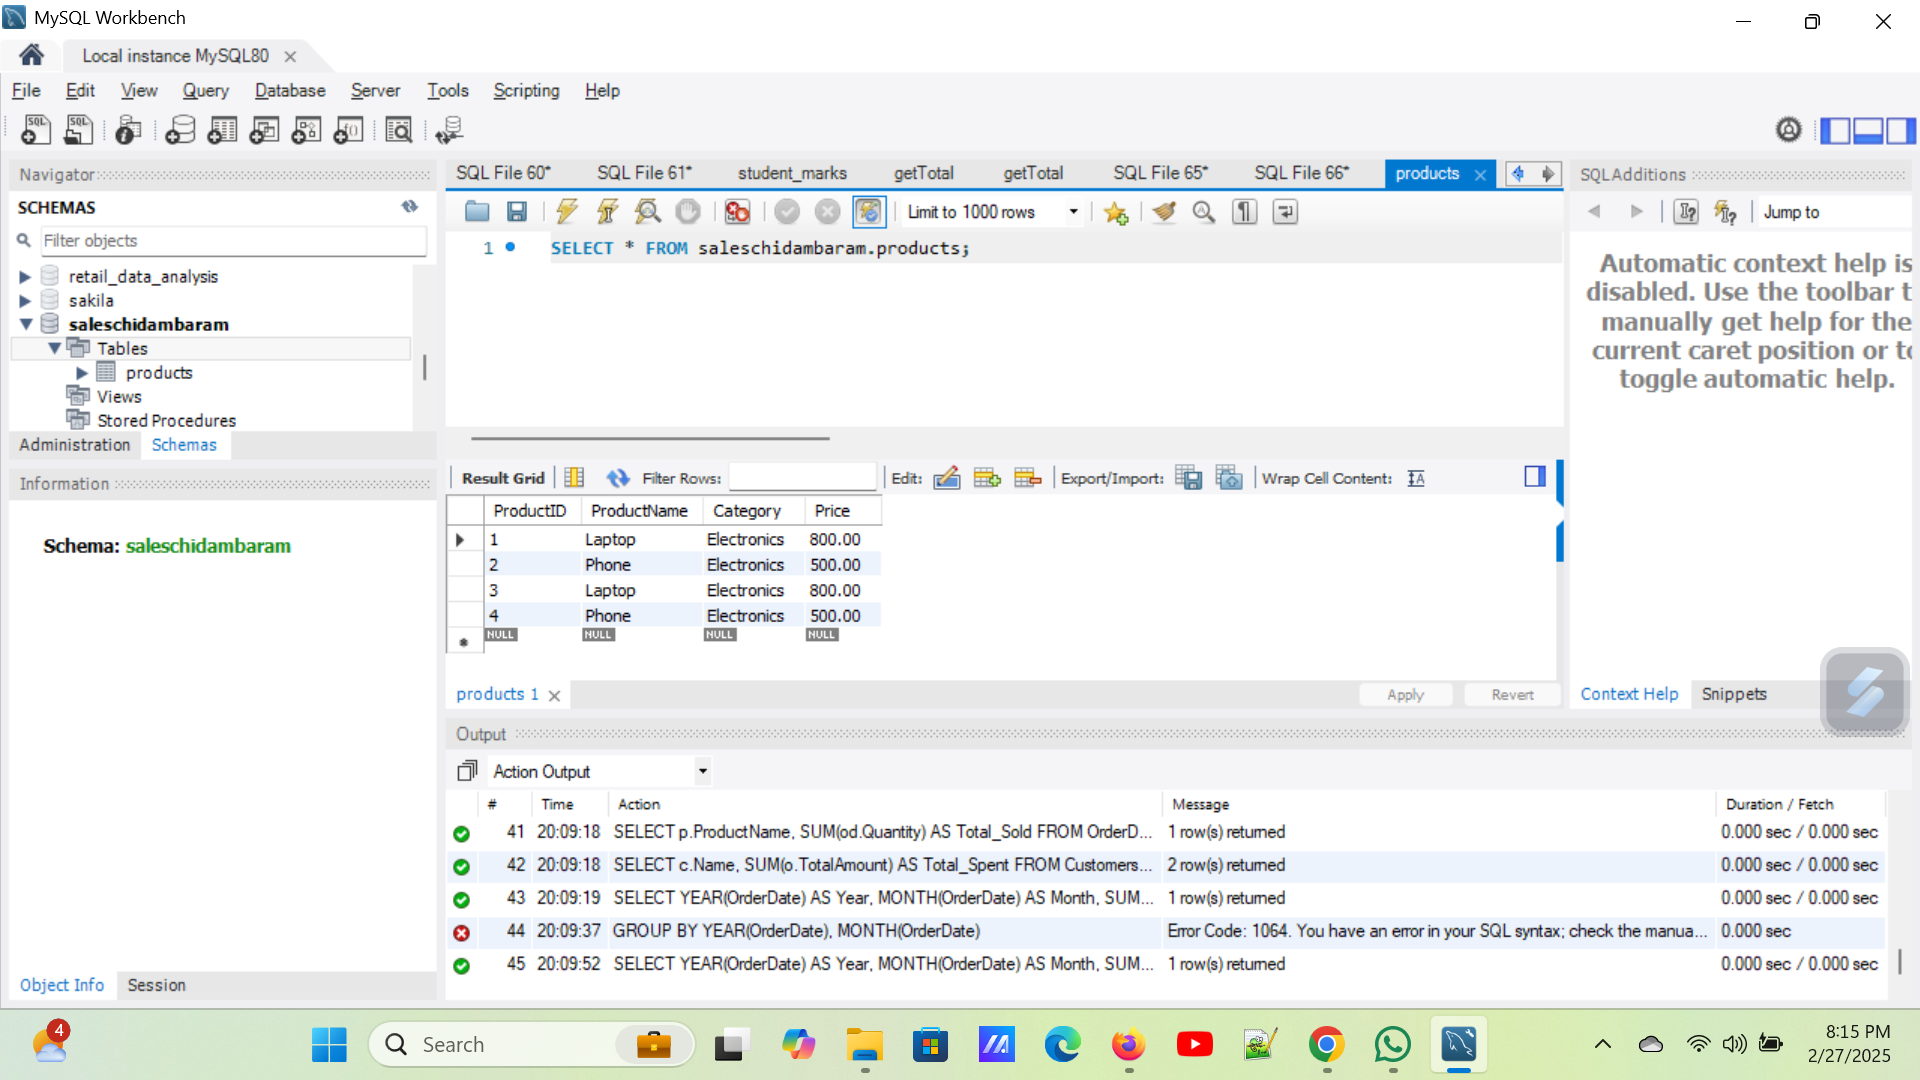 MySQL Workbench
Local instance MySQL80
File Edit View Query Database Server Tools Scripting Help
Navigator
SCHEMAS
Filter objects
retail_data_analysis
sakila
saleschidambaram
Tables
products
Views
Stored Procedures
Administration Schemas
Information
Schema: saleschidambaram
Object Info Session
SQL File 60* SQL File 61* student_marks getTotal getTotal SQL File 65* SQL File 66* products
Limit to 1000 rows
1 SELECT * FROM saleschidambaram.products;
Result Grid Filter Rows: Edit: Export/Import: Wrap Cell Content:
ProductID ProductName Category Price
1 Laptop Electronics 800.00
2 Phone Electronics 500.00
3 Laptop Electronics 800.00
4 Phone Electronics 500.00
NULL NULL NULL NULL
products 1 Apply Revert
SQLAdditions
Jump to
Automatic context help is
disabled. Use the toolbar t
manually get help for the
current caret position or to
toggle automatic help.
Context Help Snippets
Output
Action Output
# Time Action Message Duration / Fetch
41 20:09:18 SELECT p.ProductName, SUM(od.Quantity) AS Total_Sold FROM OrderD... 1 row(s) returned 0.000 sec / 0.000 sec
42 20:09:18 SELECT c.Name, SUM(o.TotalAmount) AS Total_Spent FROM Customers... 2 row(s) returned 0.000 sec / 0.000 sec
43 20:09:19 SELECT YEAR(OrderDate) AS Year, MONTH(OrderDate) AS Month, SUM... 1 row(s) returned 0.000 sec / 0.000 sec
44 20:09:37 GROUP BY YEAR(OrderDate), MONTH(OrderDate) Error Code: 1064. You have an error in your SQL syntax; check the manua... 0.000 sec
45 20:09:52 SELECT YEAR(OrderDate) AS Year, MONTH(OrderDate) AS Month, SUM... 1 row(s) returned 0.000 sec / 0.000 sec
4
Search
8:15 PM
2/27/2025